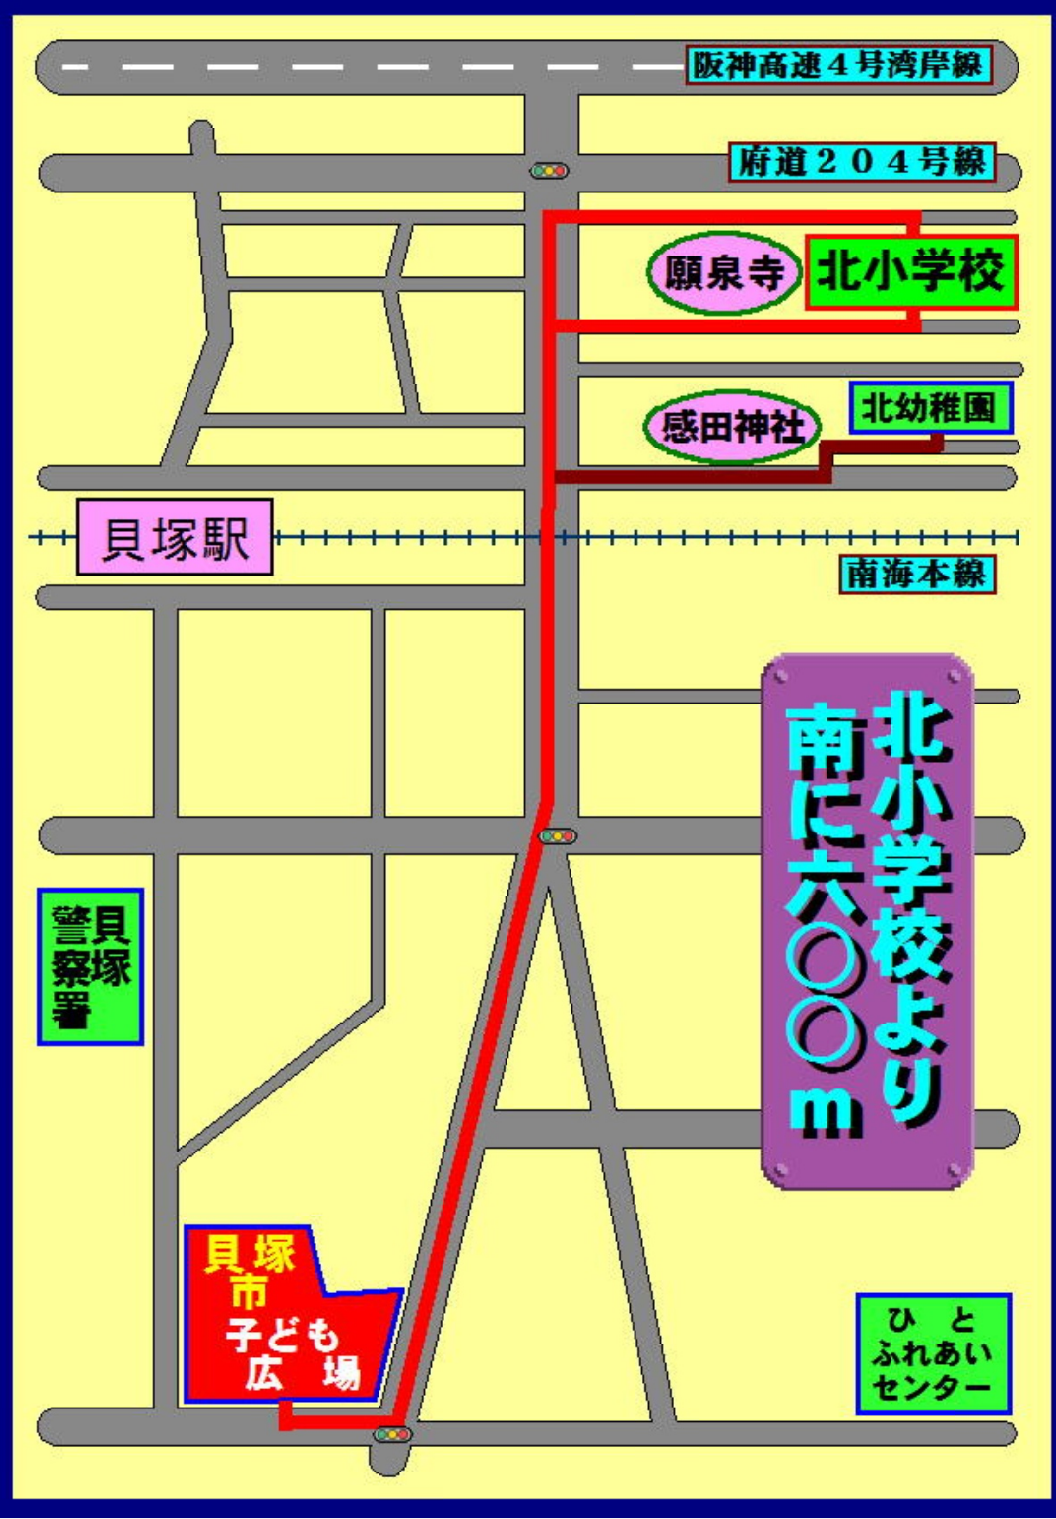 阪神高速４号湾岸線
府道２０４号線
願泉寺
北小学校
北幼稚園
感田神社
貝塚駅
南海本線
北小学校より
南に六〇〇m
貝塚
警察署
貝塚
市
子ども
広　場
ひ　と
ふれあい
センター